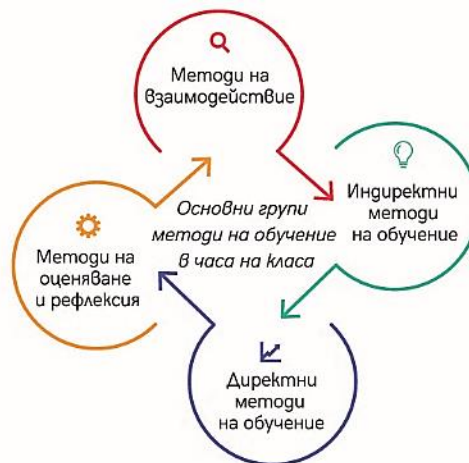 Методи на
взаимодействие
Индиректни
методи
на обучение
Основни групи
методи на обучение
в часа на класа
Методи на
оценяване
и рефлексия
Директни
методи
на обучение